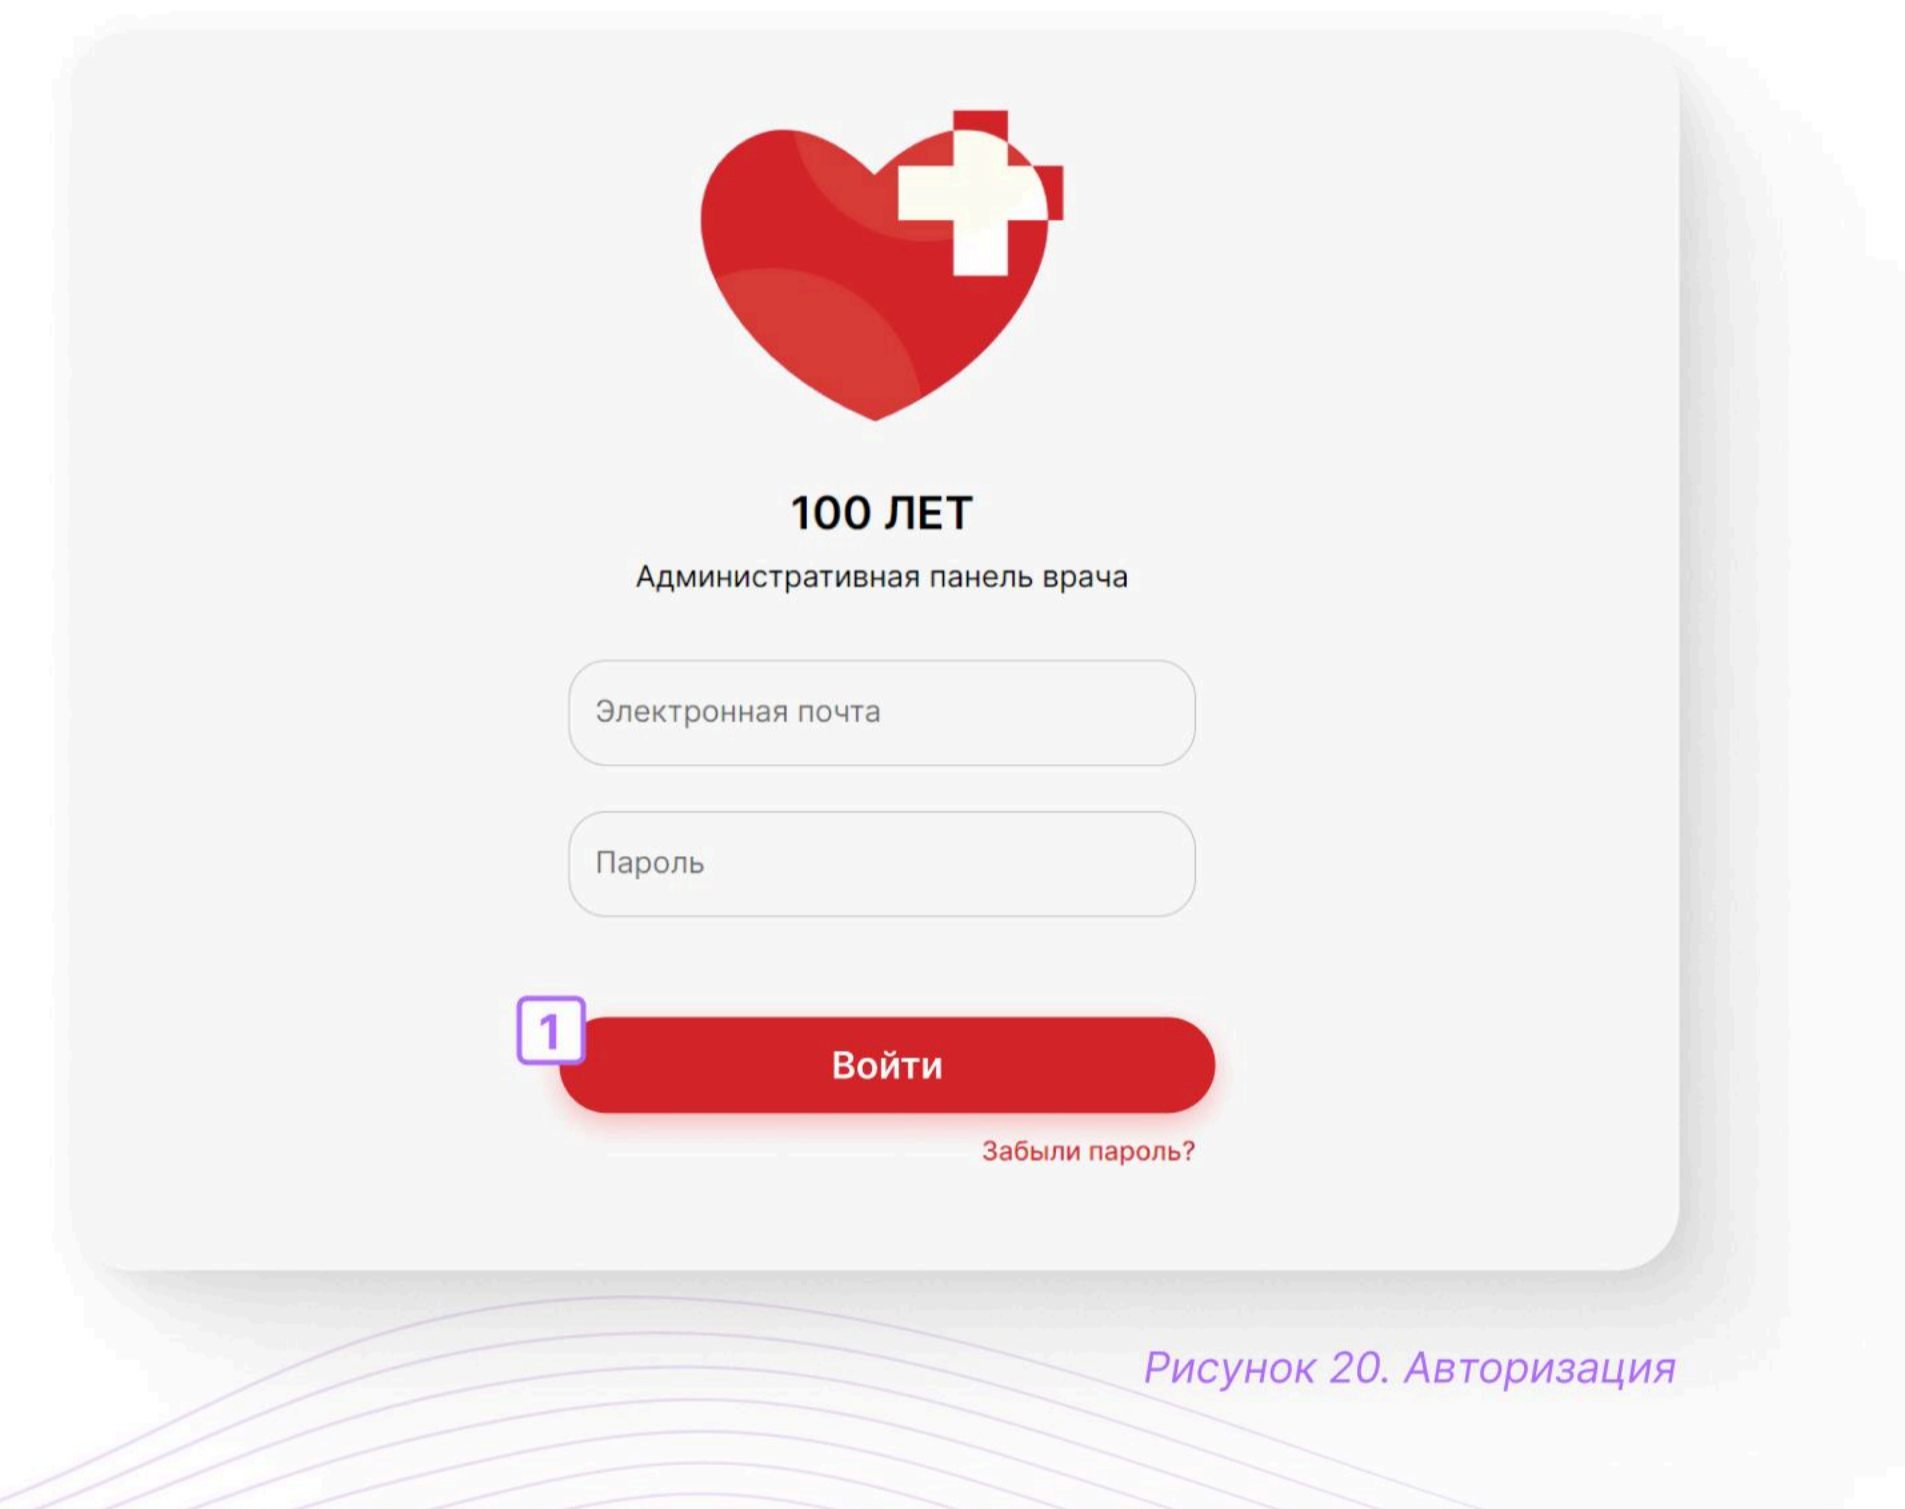 100 ЛЕТ
Административная панель врача
Электронная почта
Пароль
1
Войти
Забыли пароль?
Рисунок 20. Авторизация